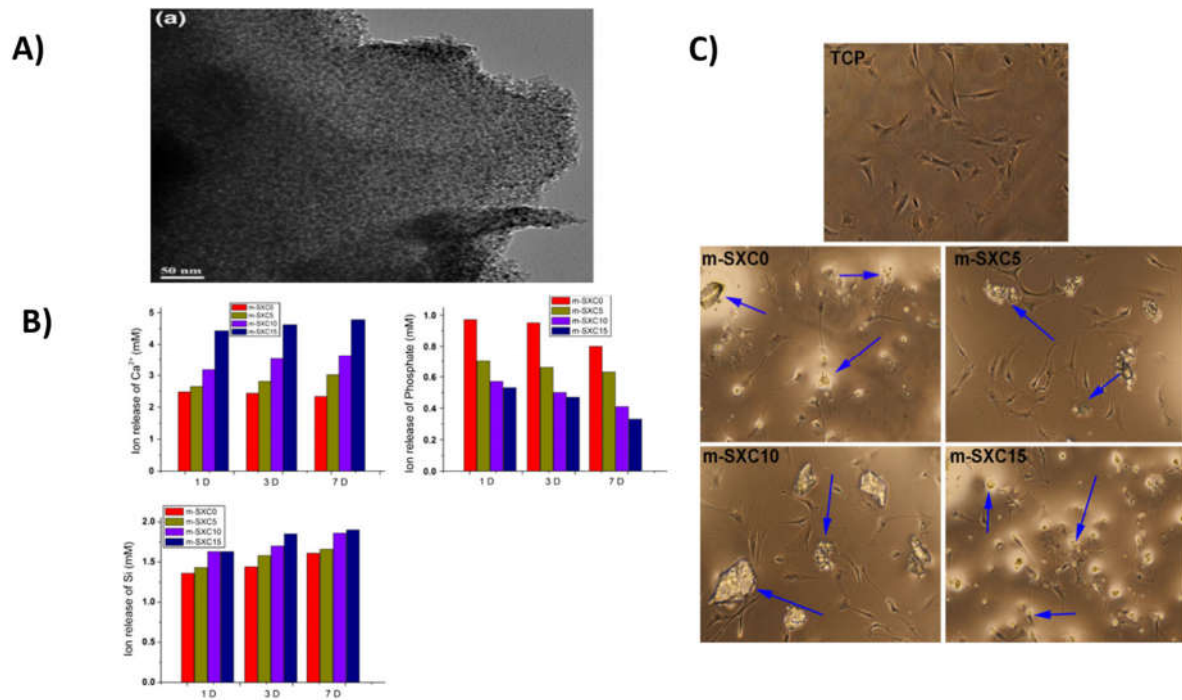 A)
(a)
50 nm
B)
Ion release of Ca2+ (mM)
5
4
3
2
1
0
m-SXC0
m-SXC5
m-SXC10
m-SXC15
1 D
3 D
7 D
Ion release of Phosphate (mM)
1.0
0.8
0.6
0.4
0.2
0.0
m-SXC0
m-SXC5
m-SXC10
m-SXC15
1 D
3 D
7 D
Ion release of Si (mM)
2.0
1.5
1.0
0.5
0.0
m-SXC0
m-SXC5
m-SXC10
m-SXC15
1 D
3 D
7 D
C)
TCP
m-SXC0
m-SXC5
m-SXC10
m-SXC15